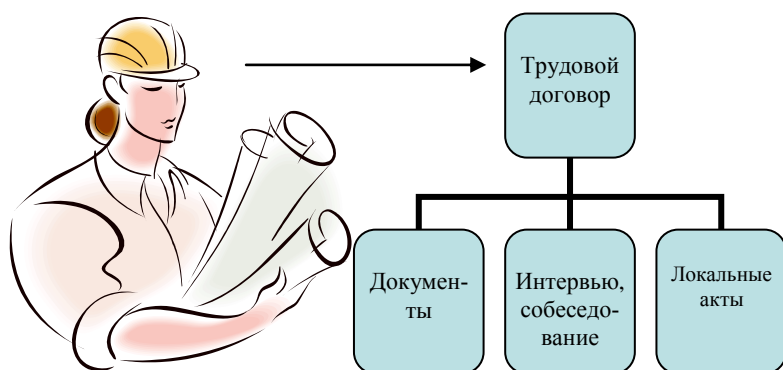 Трудовой
договор
Докумен-
ты
Интервью,
собеседо-
вание
Локальные
акты